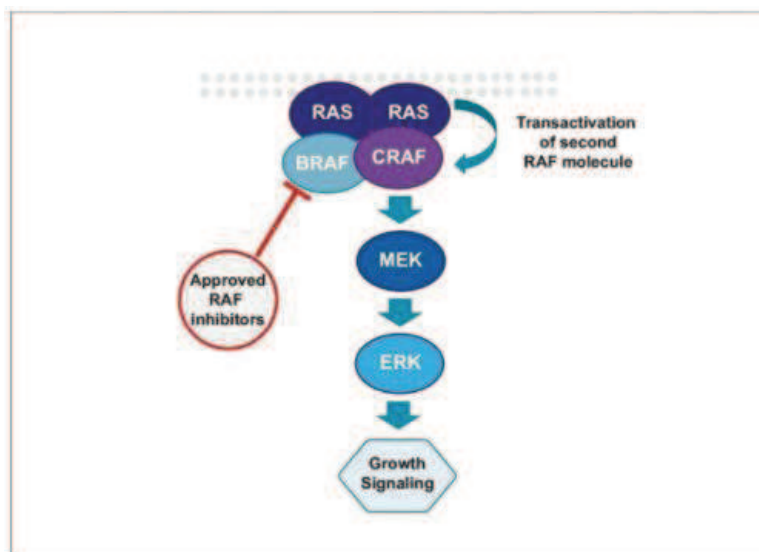 RAS RAS
Transactivation
of second
RAF molecule
BRAF CRAF
MEK
Approved
RAF
inhibitors
ERK
Growth
Signaling